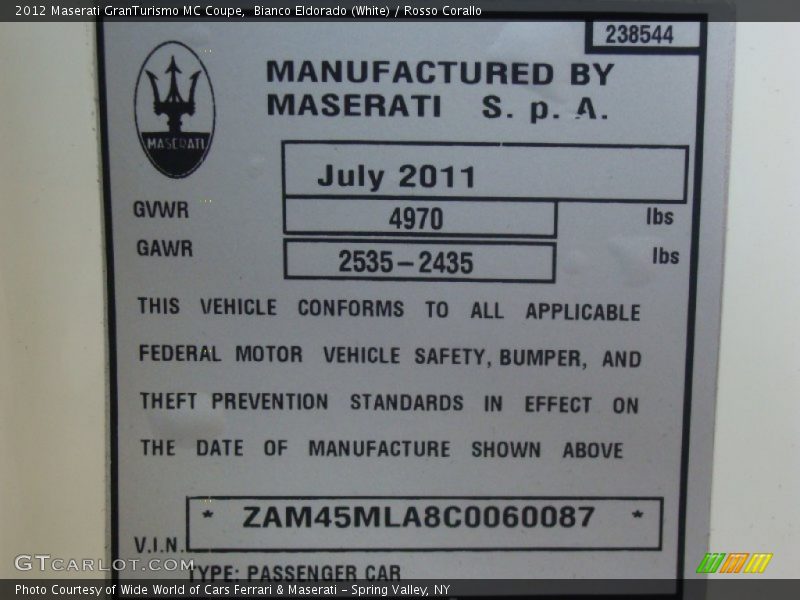 2012 Maserati GranTurismo MC Coupe, Bianco Eldorado (White) / Rosso Corallo
238544
MASERATI
MANUFACTURED BY
MASERATI S. p. A.
July 2011
GVWR 4970 lbs
GAWR 2535-2435 lbs
THIS VEHICLE CONFORMS TO ALL APPLICABLE
FEDERAL MOTOR VEHICLE SAFETY, BUMPER, AND
THEFT PREVENTION STANDARDS IN EFFECT ON
THE DATE OF MANUFACTURE SHOWN ABOVE
* ZAM45MLA8C0060087 *
V.I.N.
TYPE: PASSENGER CAR
GTCARLOT.COM
Photo Courtesy of Wide World of Cars Ferrari & Maserati - Spring Valley, NY